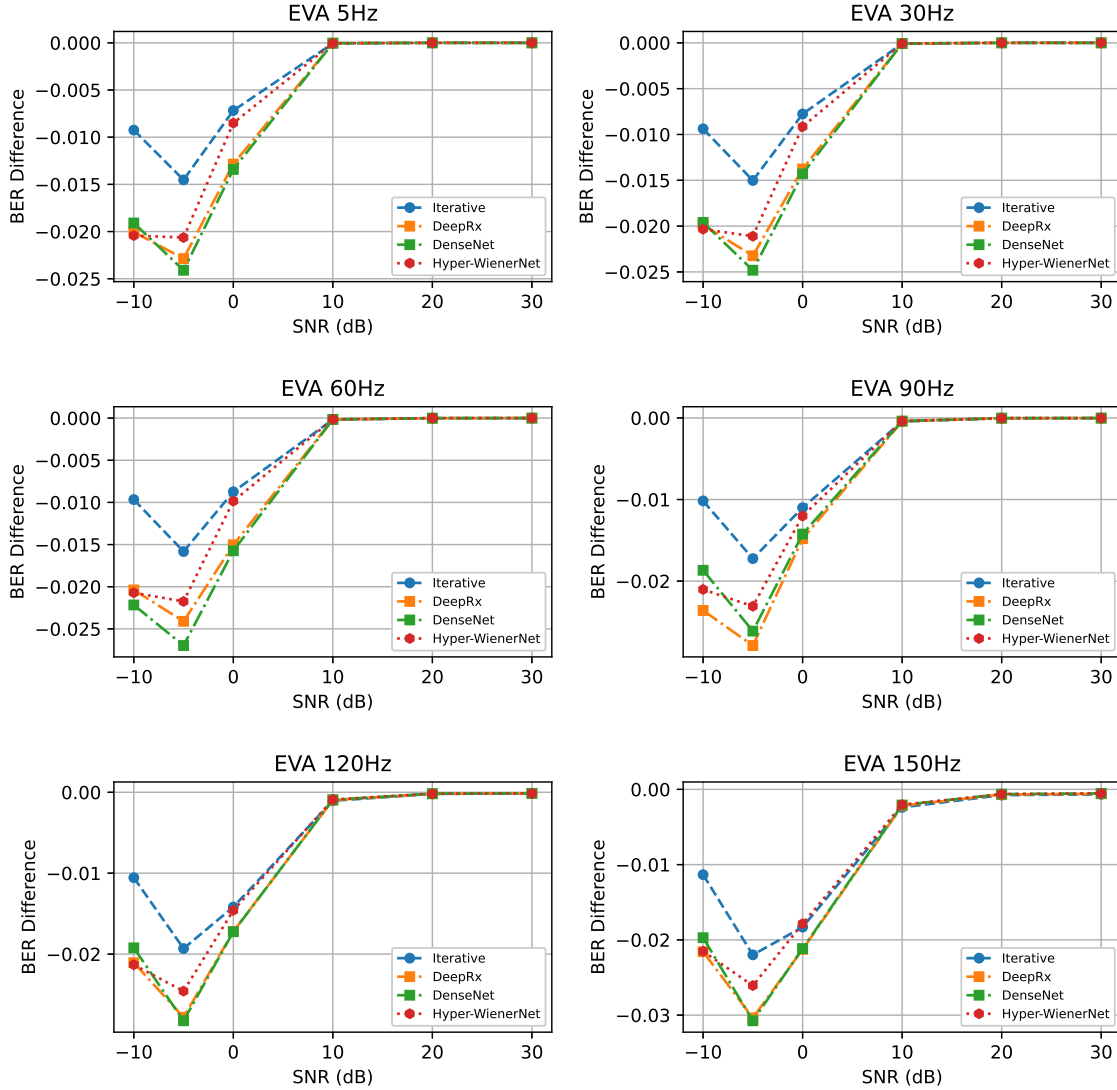 EVA 5Hz
0.000
−0.005
−0.010
−0.015
−0.020
−0.025
BER Difference
Iterative
DeepRx
DenseNet
Hyper-WienerNet
−10 0 10 20 30
SNR (dB)
EVA 30Hz
0.000
−0.005
−0.010
−0.015
−0.020
−0.025
BER Difference
Iterative
DeepRx
DenseNet
Hyper-WienerNet
−10 0 10 20 30
SNR (dB)
EVA 60Hz
0.000
−0.005
−0.010
−0.015
−0.020
−0.025
BER Difference
Iterative
DeepRx
DenseNet
Hyper-WienerNet
−10 0 10 20 30
SNR (dB)
EVA 90Hz
0.00
−0.01
−0.02
BER Difference
Iterative
DeepRx
DenseNet
Hyper-WienerNet
−10 0 10 20 30
SNR (dB)
EVA 120Hz
0.00
−0.01
−0.02
BER Difference
Iterative
DeepRx
DenseNet
Hyper-WienerNet
−10 0 10 20 30
SNR (dB)
EVA 150Hz
0.00
−0.01
−0.02
−0.03
BER Difference
Iterative
DeepRx
DenseNet
Hyper-WienerNet
−10 0 10 20 30
SNR (dB)